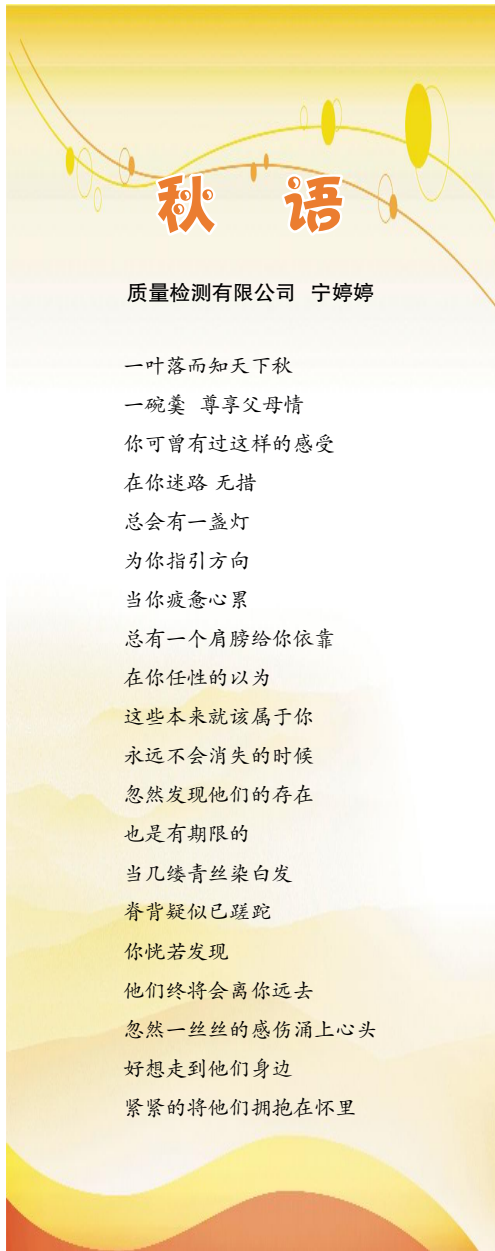 秋 语
质量检测有限公司 宁婷婷
一叶落而知天下秋
一碗羹 尊享父母情
你可曾有过这样的感受
在你迷路 无措
总会有一盏灯
为你指引方向
当你疲惫心累
总有一个肩膀给你依靠
在你任性的以为
这些本来就该属于你
永远不会消失的时候
忽然发现他们的存在
也是有期限的
当几缕青丝染白发
脊背疑似已蹉跎
你恍若发现
他们终将会离你远去
忽然一丝丝的感伤涌上心头
好想走到他们身边
紧紧的将他们拥抱在怀里